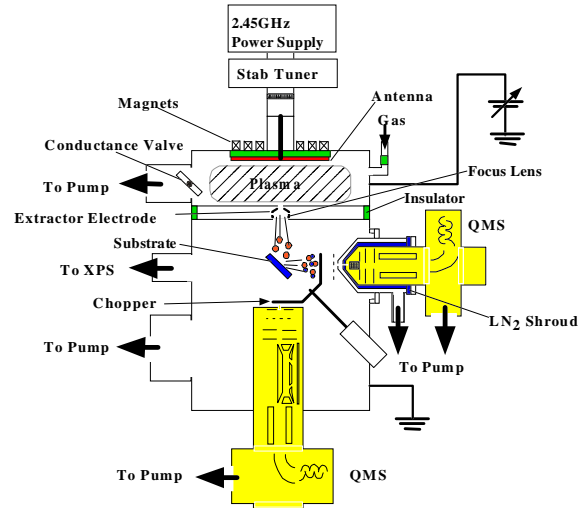 2.45GHz
Power Supply
Stab Tuner
Magnets
Antenna
Gas
Conductance Valve
Focus Lens
To Pump
Plasma
Insulator
Extractor Electrode
QMS
Substrate
To XPS
Chopper
LN2 Shroud
To Pump
To Pump
To Pump
QMS